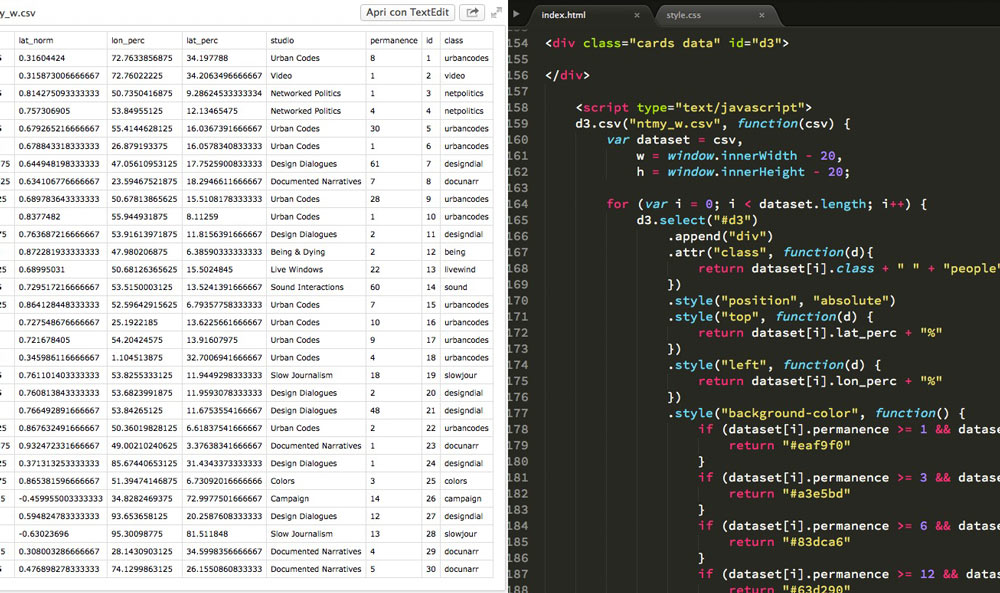 y_w.csv
Apri con TextEdit
lat_norm lon_perc lat_perc studio permanence id class
0.31604424 72.7633856875 34.197788 Urban Codes 8 1 urbancodes
0.315873006666667 72.76022225 34.2063496666667 Video 1 2 video
0.814275093333333 50.735041687​5 9.28624533333334 Networked Politics 1 3 netpolitics
0.757306905 53.84955125 12.13465475 Networked Politics 4 4 netpolitics
0.679265216666667 55.4144628125 16.0367391666667 Urban Codes 30 5 urbancodes
0.678843318333333 26.879193375 16.0578340833333 Urban Codes 1 6 urbancodes
75 0.644948198333333 47.05610953125 17.7525900833333 Design Dialogues 61 7 designdial
25 0.634106776666667 23.59467521875 18.2946611666667 Documented Narratives 7 8 docunarr
0.689783643333333 50.67813865625 15.5108178333333 Urban Codes 28 9 urbancodes
0.8377482 55.944931875 8.11259 Urban Codes 1 10 urbancodes
75 0.763687216666667 53.91613971875 11.8156391666667 Design Dialogues 2 11 designdial
0.872281933333333 47.980206875 6.38590333333333 Being & Dying 2 12 being
25 0.68995031 50.68126365625 15.5024845 Live Windows 22 13 livewind
0.729517216666667 53.5150003125 13.5241391666667 Sound Interactions 60 14 sound
25 0.864128448333333 52.59642915625 6.79357758333333 Urban Codes 7 15 urbancodes
0.727548676666667 25.1922185 13.6225661666667 Urban Codes 10 16 urbancodes
0.721678405 54.20424575 13.91607975 Urban Codes 9 17 urbancodes
0.345986116666667 1.104513875 32.7006941666667 Urban Codes 4 18 urbancodes
5 0.761101403333333 53.8255333125 11.9449298333333 Slow Journalism 18 19 slowjour
5 0.760813843333333 53.6823991875 11.9593078333333 Design Dialogues 2 20 designdial
0.766492891666667 53.84265125 11.6753554166667 Design Dialogues 48 21 designdial
0.867632491666667 50.36019828125 6.61837541666667 Urban Codes 2 22 urbancodes
75 0.932472331666667 49.00210240625 3.37638341666667 Documented Narratives 1 23 docunarr
25 0.371313253333333 85.67440653125 31.4343373333333 Design Dialogues 1 24 designdial
25 0.865381596666667 51.39474144875 6.73092016666666 Colors 3 25 colors
5 -0.459955003333333 34.8282469375 72.9977501666667 Campaign 14 26 campaign
0.594824783333333 93.653658125 20.2587608333333 Design Dialogues 12 27 designdial
-0.63023696 95.30098775 81.511848 Slow Journalism 13 28 slowjour
5 0.308003286666667 28.1430903125 34.5998356666667 Documented Narratives 4 29 docunarr
5 0.476898278333333 74.1299863125 26.1550860833333 Documented Narratives 5 30 docunarr
index.html × style.css ×
154 <div class="cards data" id="d3">
155
156 </div>
157
158 <script type="text/javascript">
159 d3.csv("ntmy_w.csv", function(csv) {
160 var dataset = csv,
161 w = window.innerWidth - 20,
162 h = window.innerHeight - 20;
163
164 for (var i = 0; i < dataset.length; i++) {
165 d3.select("#d3")
166 .append("div")
167 .attr("class", function(d){
168 return dataset[i].class + " " + "people"
169 })
170 .style("position", "absolute")
171 .style("top", function(d) {
172 return dataset[i].lat_perc + "%"
173 })
174 .style("left", function(d) {
175 return dataset[i].lon_perc + "%"
176 })
177 .style("background-color", function() {
178 if (dataset[i].permanence >= 1 && datas
179 return "#eaf9f0"
180 }
181 if (dataset[i].permanence >= 3 && datas
182 return "#a3e5bd"
183 }
184 if (dataset[i].permanence >= 6 && datas
185 return "#83dca6"
186 }
187 if (dataset[i].permanence >= 12 && data
188 return "#63d290"